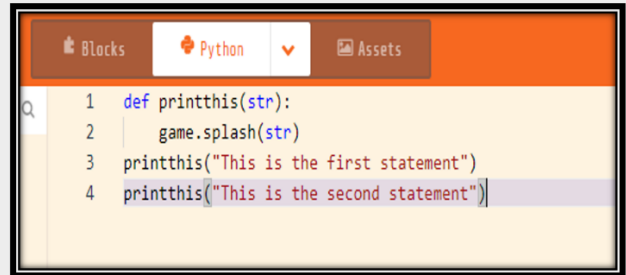 Blocks Python Assets
1 def printthis(str):
2     game.splash(str)
3 printthis("This is the first statement")
4 printthis("This is the second statement")